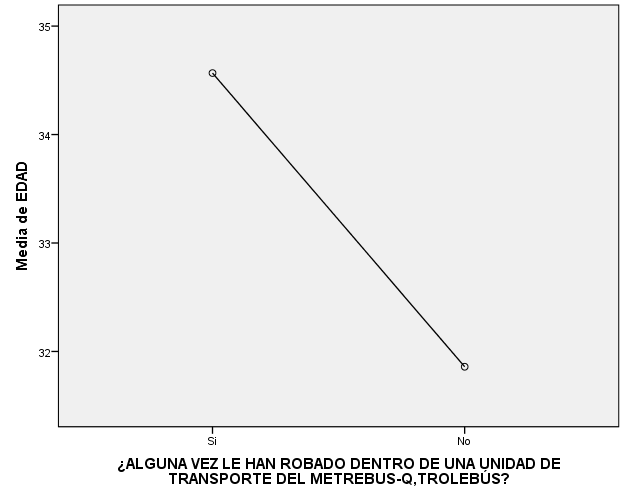 35
34
33
32
Media de EDAD
Si
No
¿ALGUNA VEZ LE HAN ROBADO DENTRO DE UNA UNIDAD DE
TRANSPORTE DEL METREBUS-Q,TROLEBÚS?